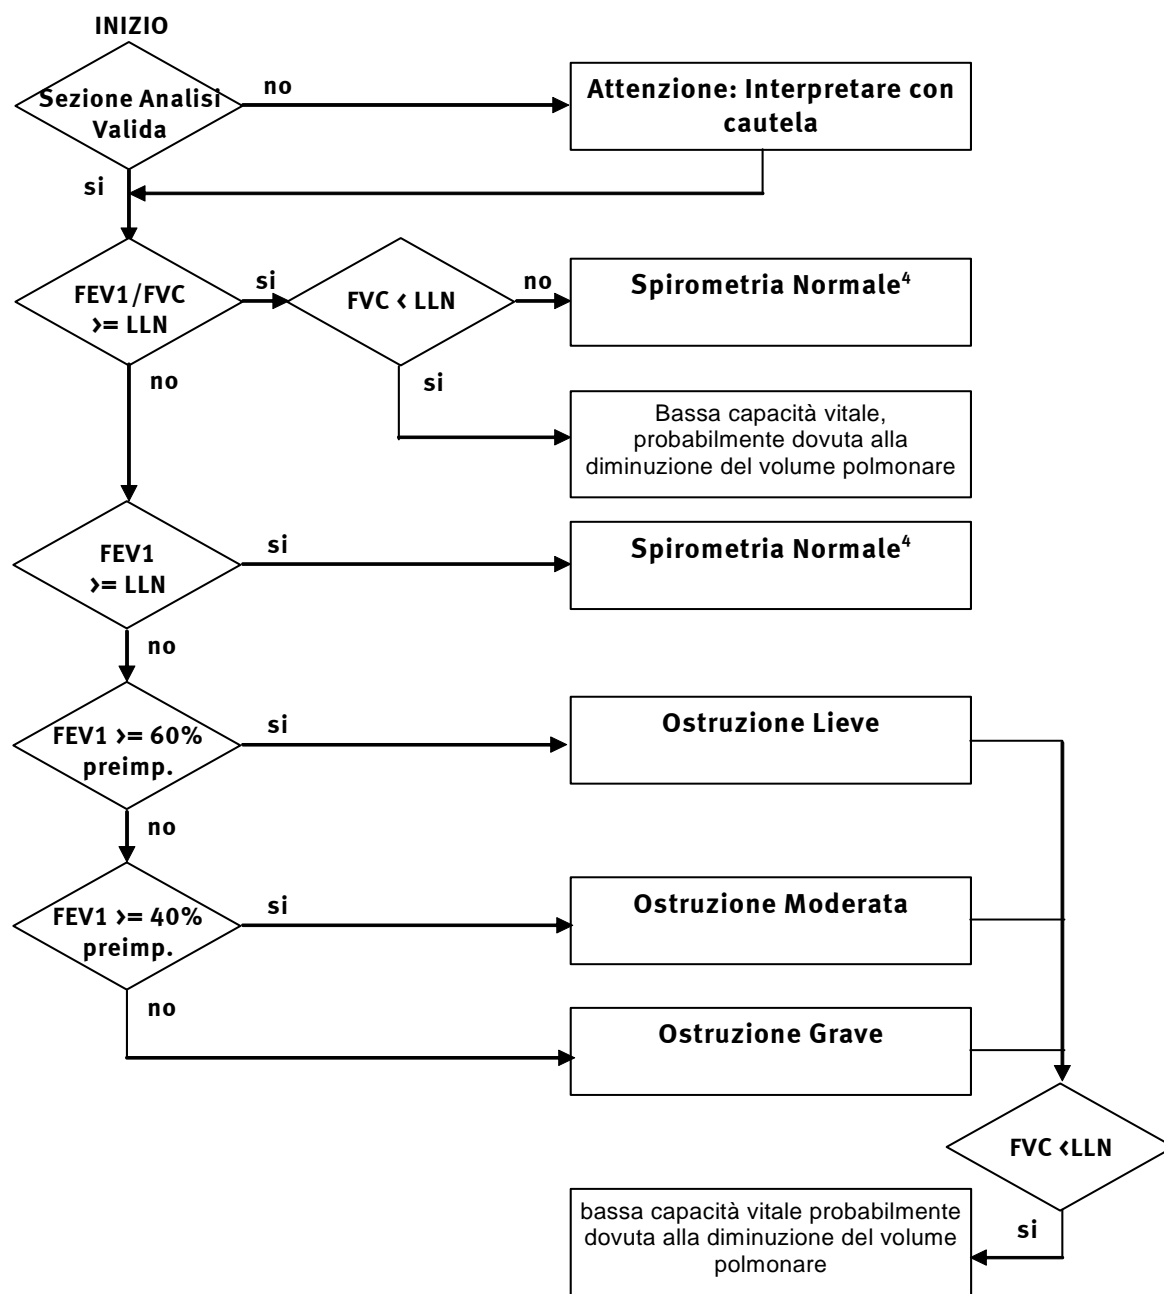 INIZIO
Sezione Analisi
Valida
no
Attenzione: Interpretare con
cautela
si
FEV1/FVC
>= LLN
si
FVC < LLN
no
Spirometria Normale⁴
no
si
Bassa capacità vitale,
probabilmente dovuta alla
diminuzione del volume polmonare
FEV1
>= LLN
si
Spirometria Normale⁴
no
FEV1 >= 60%
preimp.
si
Ostruzione Lieve
no
FEV1 >= 40%
preimp.
si
Ostruzione Moderata
no
Ostruzione Grave
FVC <LLN
si
bassa capacità vitale probabilmente
dovuta alla diminuzione del volume
polmonare